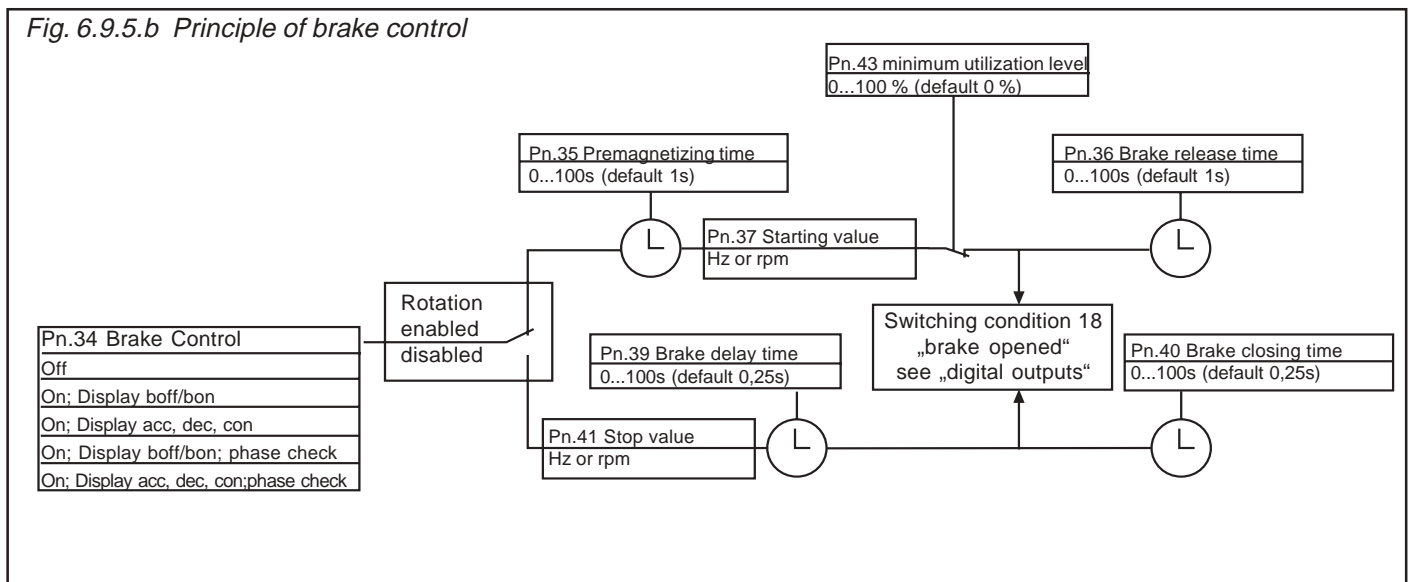 Fig. 6.9.5.b Principle of brake control
Pn.43 minimum utilization level
0...100 % (default 0 %)
Pn.35 Premagnetizing time
0...100s (default 1s)
Pn.36 Brake release time
0...100s (default 1s)
Pn.37 Starting value
Hz or rpm
Rotation
enabled
disabled
Pn.34 Brake Control
Off
On; Display boff/bon
On; Display acc, dec, con
On; Display boff/bon; phase check
On; Display acc, dec, con;phase check
Pn.39 Brake delay time
0...100s (default 0,25s)
Switching condition 18
„brake opened“
see „digital outputs“
Pn.40 Brake closing time
0...100s (default 0,25s)
Pn.41 Stop value
Hz or rpm